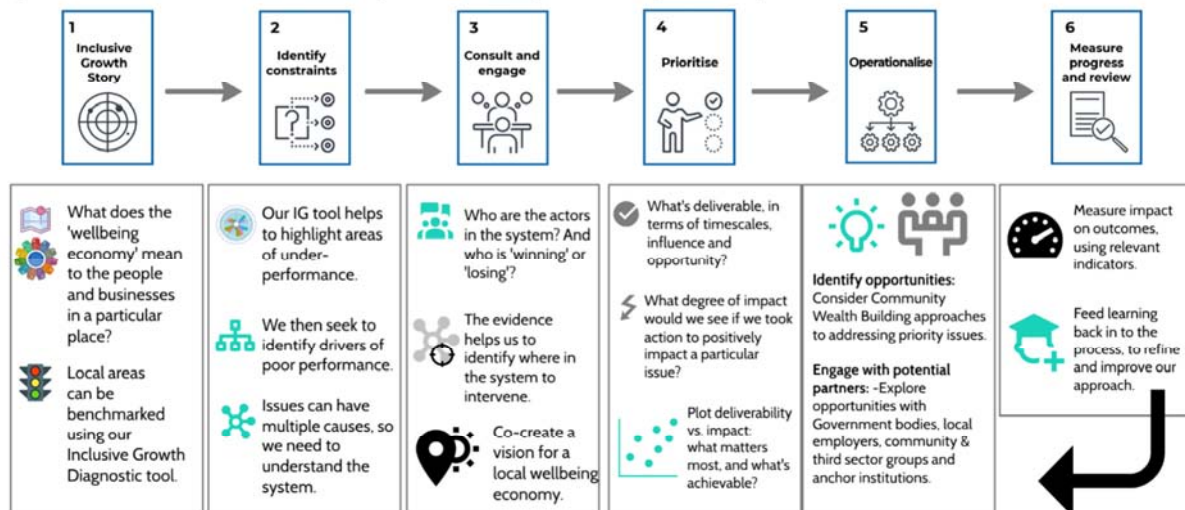 1
Inclusive
Growth
Story
2
Identify
constraints
3
Consult and
engage
4
Prioritise
5
Operationalise
6
Measure
progress
and review
What does the
'wellbeing
economy' mean
to the people
and businesses
in a particular
place?
Local areas
can be
benchmarked
using our
Inclusive Growth
Diagnostic tool.
Our IG tool helps
to highlight areas
of under-
performance.
We then seek to
identify drivers of
poor performance.
Issues can have
multiple causes, so
we need to
understand the
system.
Who are the actors
in the system? And
who is 'winning' or
'losing'?
The evidence
helps us to
identify where in
the system to
intervene.
Co-create a
vision for a
local wellbeing
economy.
What's deliverable, in
terms of timescales,
influence and
opportunity?
What degree of impact
would we see if we took
action to positively
impact a particular
issue?
Plot deliverability
vs. impact:
what matters
most, and what's
achievable?
Identify opportunities:
Consider Community
Wealth Building approaches
to addressing priority issues.
Engage with potential
partners: -Explore
opportunities with
Government bodies, local
employers, community &
third sector groups and
anchor institutions.
Measure impact
on outcomes,
using relevant
indicators.
Feed learning
back in to the
process, to refine
and improve our
approach.